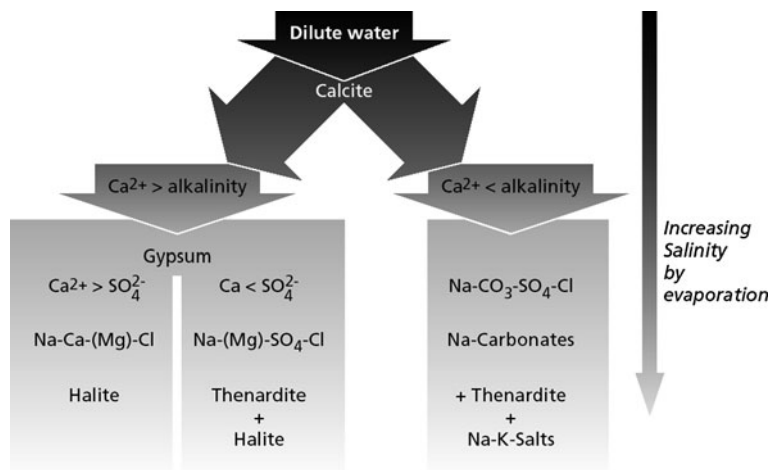 Dilute water
Calcite
Ca2+ > alkalinity
Ca2+ < alkalinity
Increasing
Salinity
by
evaporation
Gypsum
Ca2+ > SO₄²⁻
Na-Ca-(Mg)-Cl
Halite
Ca < SO₄²⁻
Na-(Mg)-SO₄-Cl
Thenardite
+
Halite
Na-CO₃-SO₄-Cl
Na-Carbonates
+ Thenardite
+
Na-K-Salts